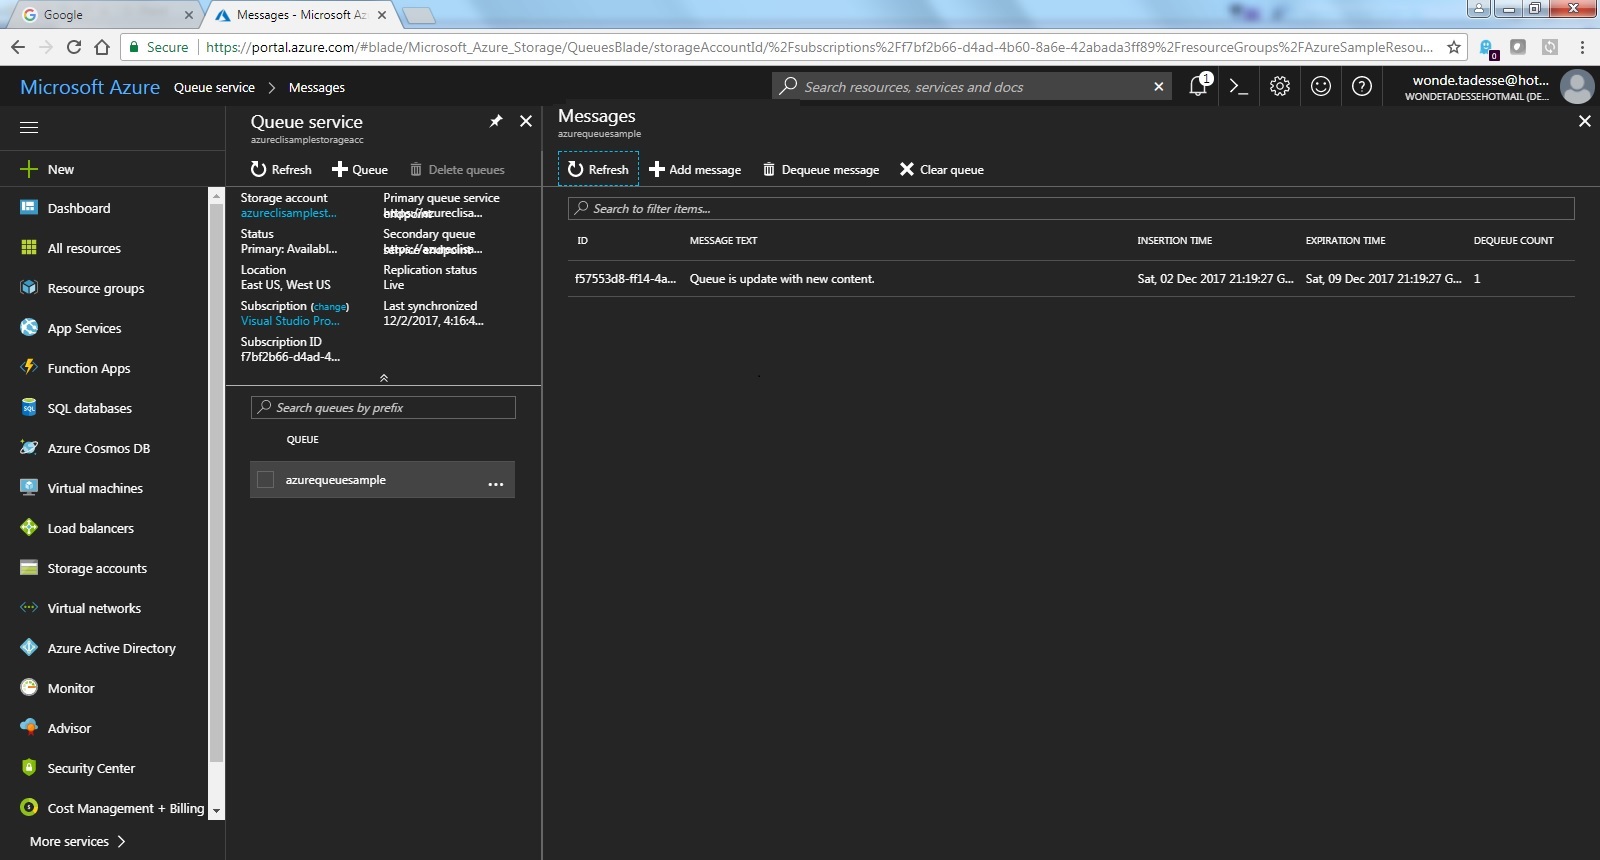 Google
Messages - Microsoft Az
Secure
https://portal.azure.com/#blade/Microsoft_Azure_Storage/QueuesBlade/storageAccountId/%2Fsubscriptions%2Ff7bf2b66-d4ad-4b60-8a6e-42abada3ff89%2FresourceGroups%2FAzureSampleResou...
0
Microsoft Azure
Queue service > Messages
Search resources, services and docs
1
wonde.tadesse@hot...
WONDETADESSEHOTMAIL (DE...
New
Dashboard
All resources
Resource groups
App Services
Function Apps
SQL databases
Azure Cosmos DB
Virtual machines
Load balancers
Storage accounts
Virtual networks
Azure Active Directory
Monitor
Advisor
Security Center
Cost Management + Billing
More services >
Queue service
azureclisamplestorageacc
Refresh
Queue
Delete queues
Storage account
azureclisamplest...
Status
Primary: Availabl...
Location
East US, West US
Subscription (change)
Visual Studio Pro...
Subscription ID
f7bf2b66-d4ad-4...
Primary queue service
endpoint
https://azureclisa...
Secondary queue
service endpoint
https://azureclisa...
Replication status
Live
Last synchronized
12/2/2017, 4:16:4...
Search queues by prefix
QUEUE
azurequeuesample
...
Messages
azurequeuesample
Refresh
Add message
Dequeue message
Clear queue
Search to filter items...
ID MESSAGE TEXT INSERTION TIME EXPIRATION TIME DEQUEUE COUNT
f57553d8-ff14-4a... Queue is update with new content. Sat, 02 Dec 2017 21:19:27 G... Sat, 09 Dec 2017 21:19:27 G... 1